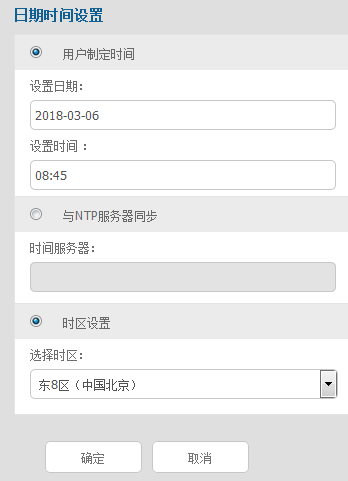 日期时间设置
用户制定时间
设置日期:
2018-03-06
设置时间 :
08:45
与NTP服务器同步
时间服务器:
时区设置
选择时区:
东8区（中国北京）
确定 取消